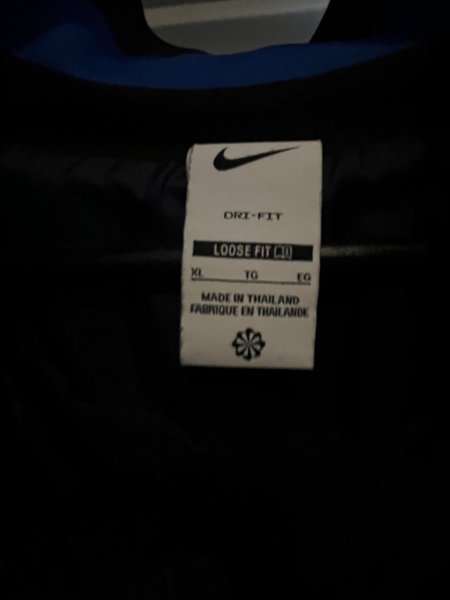 DRI-FIT
LOOSE FIT
XL TG EG
MADE IN THAILAND
FABRIQUE EN THAILANDE